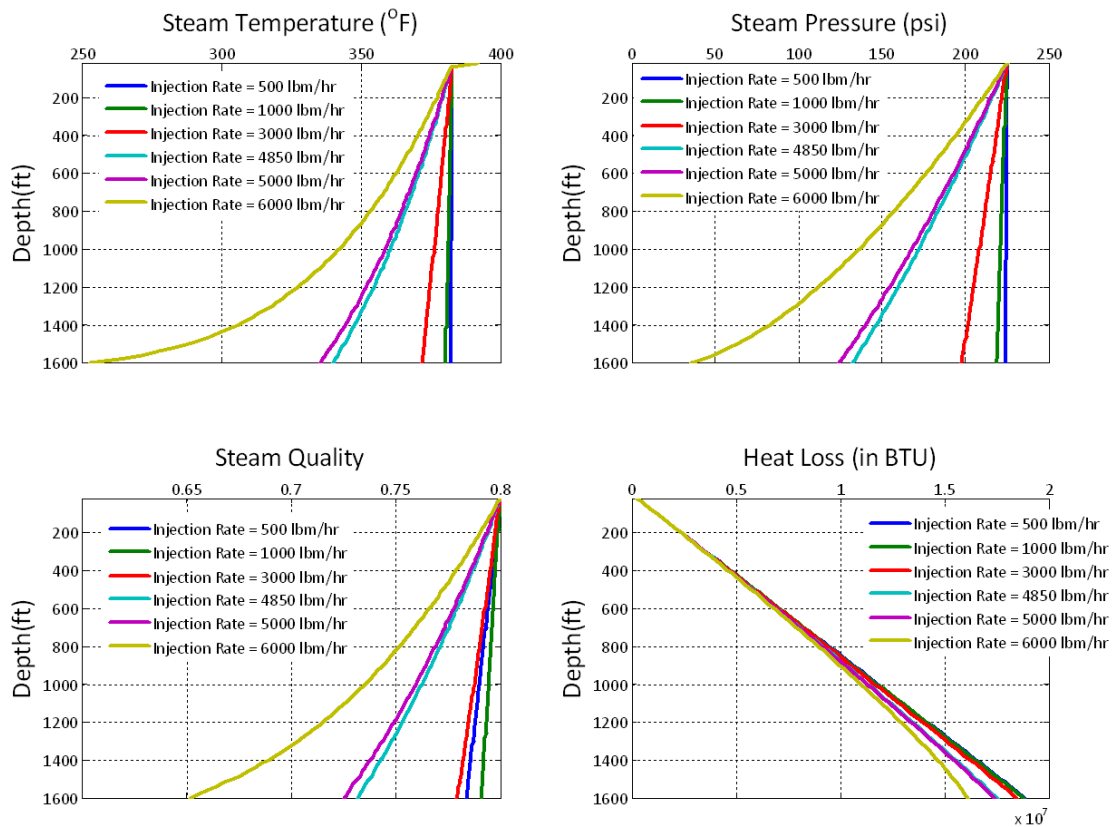 Steam Temperature (°F)
250 300 350 400
Depth(ft)
200
400
600
800
1000
1200
1400
1600
Injection Rate = 500 lbm/hr
Injection Rate = 1000 lbm/hr
Injection Rate = 3000 lbm/hr
Injection Rate = 4850 lbm/hr
Injection Rate = 5000 lbm/hr
Injection Rate = 6000 lbm/hr
Steam Pressure (psi)
0 50 100 150 200 250
Depth(ft)
200
400
600
800
1000
1200
1400
1600
Injection Rate = 500 lbm/hr
Injection Rate = 1000 lbm/hr
Injection Rate = 3000 lbm/hr
Injection Rate = 4850 lbm/hr
Injection Rate = 5000 lbm/hr
Injection Rate = 6000 lbm/hr
Steam Quality
0.65 0.7 0.75 0.8
Depth(ft)
200
400
600
800
1000
1200
1400
1600
Injection Rate = 500 lbm/hr
Injection Rate = 1000 lbm/hr
Injection Rate = 3000 lbm/hr
Injection Rate = 4850 lbm/hr
Injection Rate = 5000 lbm/hr
Injection Rate = 6000 lbm/hr
Heat Loss (in BTU)
0 0.5 1 1.5 2
Depth(ft)
200
400
600
800
1000
1200
1400
1600
Injection Rate = 500 lbm/hr
Injection Rate = 1000 lbm/hr
Injection Rate = 3000 lbm/hr
Injection Rate = 4850 lbm/hr
Injection Rate = 5000 lbm/hr
Injection Rate = 6000 lbm/hr
x 10⁷